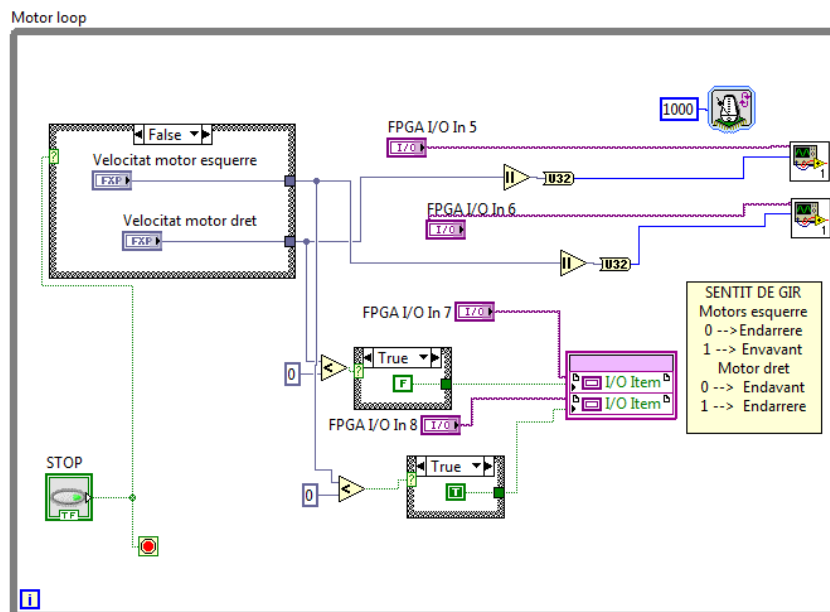 Motor loop
1000
False
?
FPGA I/O In 5
I/O
Velocitat motor esquerre
FXP
U32
1
Velocitat motor dret
FXP
FPGA I/O In 6
I/O
U32
1
FPGA I/O In 7
I/O
True
0
<
?
F
I/O Item
I/O Item
FPGA I/O In 8
I/O
SENTIT DE GIR
Motors esquerre
0 -->Endarrere
1 --> Envavant
Motor dret
0 --> Endavant
1 --> Endarrere
True
0
<
?
T
STOP
TF
i